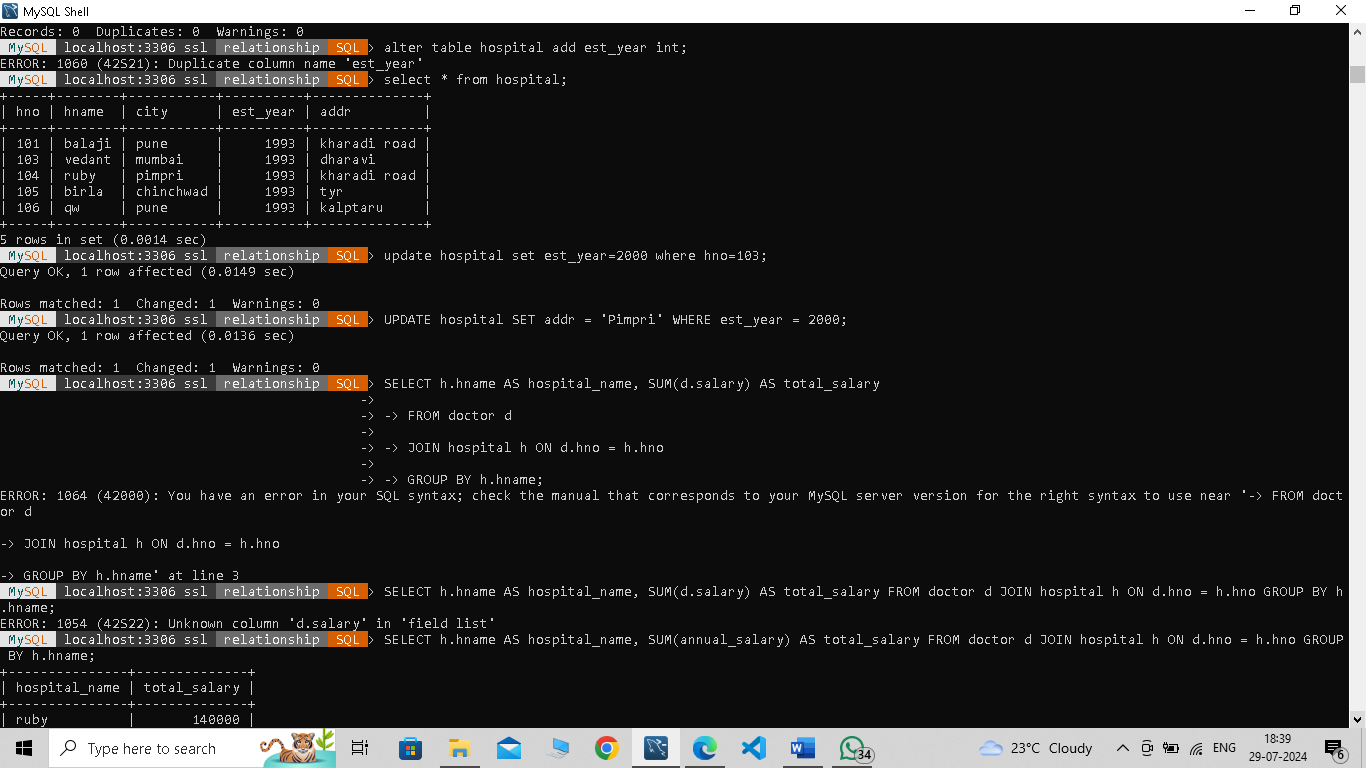 MySQL Shell
Records: 0  Duplicates: 0  Warnings: 0
MySQL localhost:3306 ssl relationship SQL > alter table hospital add est_year int;
ERROR: 1060 (42S21): Duplicate column name 'est_year'
MySQL localhost:3306 ssl relationship SQL > select * from hospital;
+-----+---------+------------+----------+--------------+
| hno | hname   | city       | est_year | addr         |
+-----+---------+------------+----------+--------------+
| 101 | balaji  | pune       |     1993 | kharadi road |
| 103 | vedant  | mumbai     |     1993 | dharavi      |
| 104 | ruby    | pimpri     |     1993 | kharadi road |
| 105 | birla   | chinchwad  |     1993 | tyr          |
| 106 | qw      | pune       |     1993 | kalptaru     |
+-----+---------+------------+----------+--------------+
5 rows in set (0.0014 sec)
MySQL localhost:3306 ssl relationship SQL > update hospital set est_year=2000 where hno=103;
Query OK, 1 row affected (0.0149 sec)
Rows matched: 1  Changed: 1  Warnings: 0
MySQL localhost:3306 ssl relationship SQL > UPDATE hospital SET addr = 'Pimpri' WHERE est_year = 2000;
Query OK, 1 row affected (0.0136 sec)
Rows matched: 1  Changed: 1  Warnings: 0
MySQL localhost:3306 ssl relationship SQL > SELECT h.hname AS hospital_name, SUM(d.salary) AS total_salary
->
-> -> FROM doctor d
->
-> -> JOIN hospital h ON d.hno = h.hno
->
-> -> GROUP BY h.hname;
ERROR: 1064 (42000): You have an error in your SQL syntax; check the manual that corresponds to your MySQL server version for the right syntax to use near '-> FROM doct
or d
-> JOIN hospital h ON d.hno = h.hno
-> GROUP BY h.hname' at line 3
MySQL localhost:3306 ssl relationship SQL > SELECT h.hname AS hospital_name, SUM(d.salary) AS total_salary FROM doctor d JOIN hospital h ON d.hno = h.hno GROUP BY h
.hname;
ERROR: 1054 (42S22): Unknown column 'd.salary' in 'field list'
MySQL localhost:3306 ssl relationship SQL > SELECT h.hname AS hospital_name, SUM(annual_salary) AS total_salary FROM doctor d JOIN hospital h ON d.hno = h.hno GROUP
BY h.hname;
+---------------+--------------+
| hospital_name | total_salary |
+---------------+--------------+
| ruby          |       140000 |
Type here to search
34
23°C Cloudy
ENG
18:39
29-07-2024
6